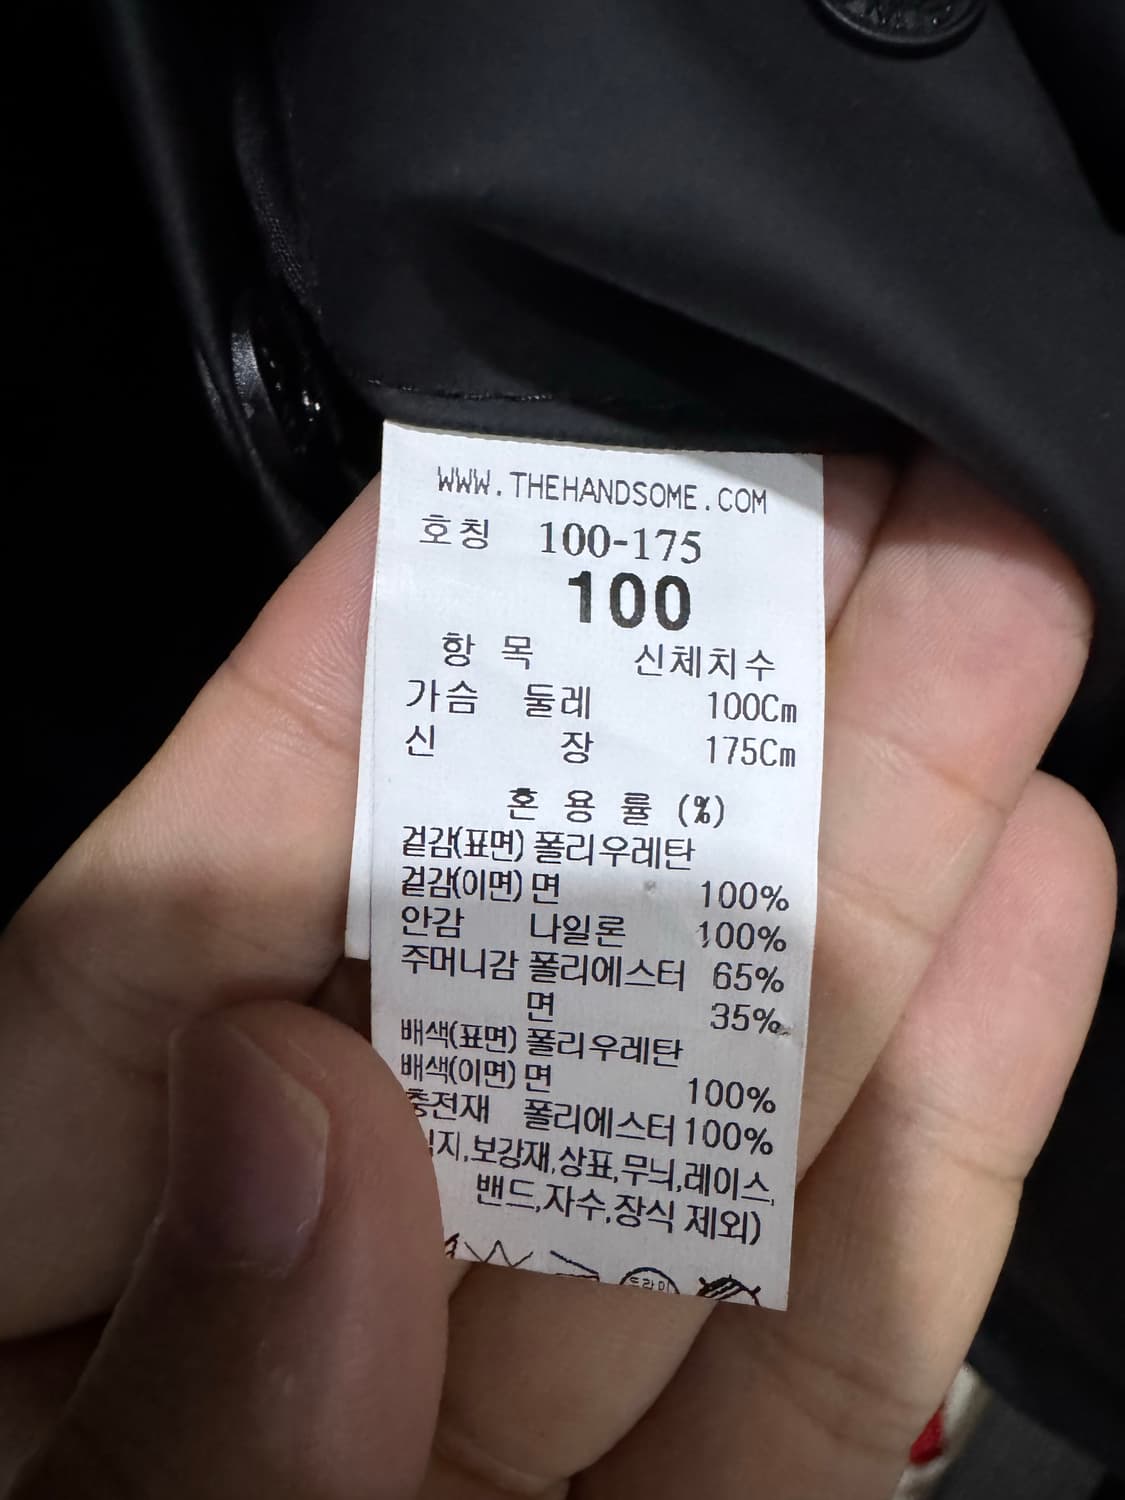 WWW.THEHANDSOME.COM
호칭 100-175
100
항 목 신체치수
가슴 둘레 100Cm
신 장 175Cm
혼 용 률 (%)
겉감(표면) 폴리우레탄
겉감(이면) 면 100%
안감 나일론 100%
주머니감 폴리에스터 65%
면 35%
배색(표면) 폴리우레탄
배색(이면) 면 100%
충전재 폴리에스터 100%
보강재,상표,무늬,레이스,
밴드,자수,장식 제외)
드라이